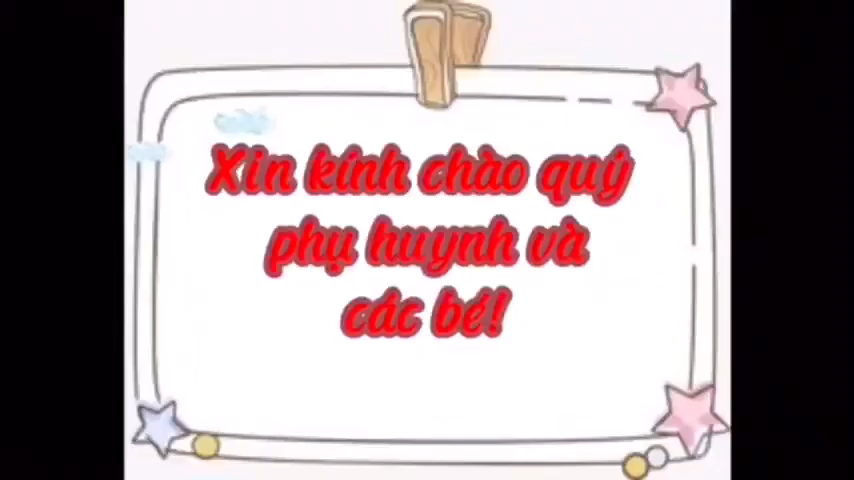 Xin kính chào quý
phụ huynh và
các bé!